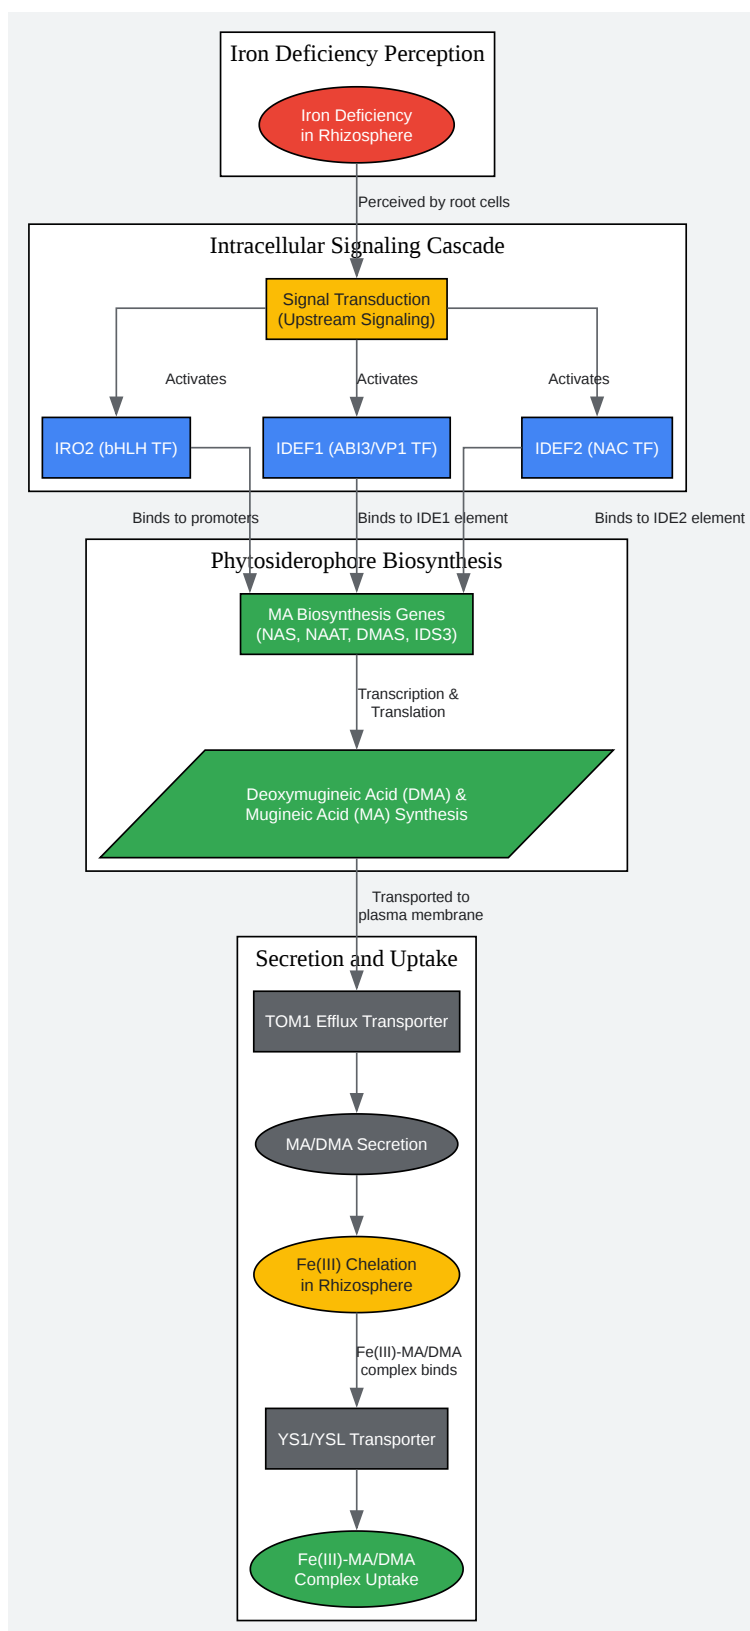 Iron Deficiency Perception
Iron Deficiency
in Rhizosphere
Perceived by root cells
Intracellular Signaling Cascade
Signal Transduction
(Upstream Signaling)
Activates
Activates
Activates
IRO2 (bHLH TF)
IDEF1 (ABI3/VP1 TF)
IDEF2 (NAC TF)
Binds to promoters
Binds to IDE1 element
Binds to IDE2 element
Phytosiderophore Biosynthesis
MA Biosynthesis Genes
(NAS, NAAT, DMAS, IDS3)
Transcription &
Translation
Deoxymugineic Acid (DMA) &
Mugineic Acid (MA) Synthesis
Transported to
plasma membrane
Secretion and Uptake
TOM1 Efflux Transporter
MA/DMA Secretion
Fe(III) Chelation
in Rhizosphere
Fe(III)-MA/DMA
complex binds
YS1/YSL Transporter
Fe(III)-MA/DMA
Complex Uptake